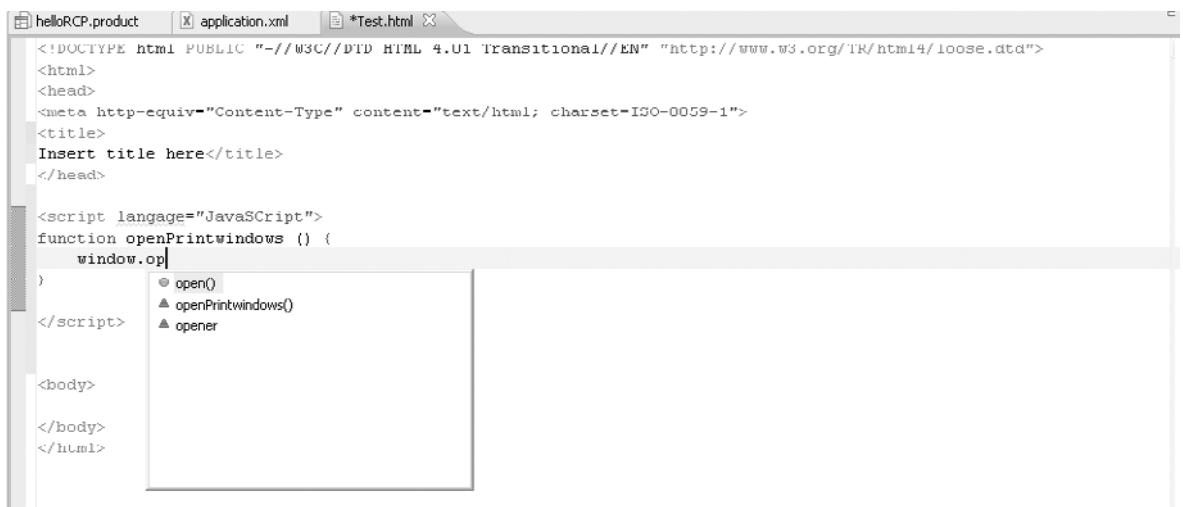 helloRCP.product application.xml *Test.html
<!DOCTYPE html PUBLIC "-//W3C//DTD HTML 4.01 Transitional//EN" "http://www.w3.org/TR/html4/loose.dtd">
<html>
<head>
<meta http-equiv="Content-Type" content="text/html; charset=ISO-0059-1">
<title>
Insert title here</title>
</head>
<script langage="JavaSCript">
function openPrintwindows () {
window.op
}
open()
openPrintwindows()
opener
</script>
<body>
</body>
</html>